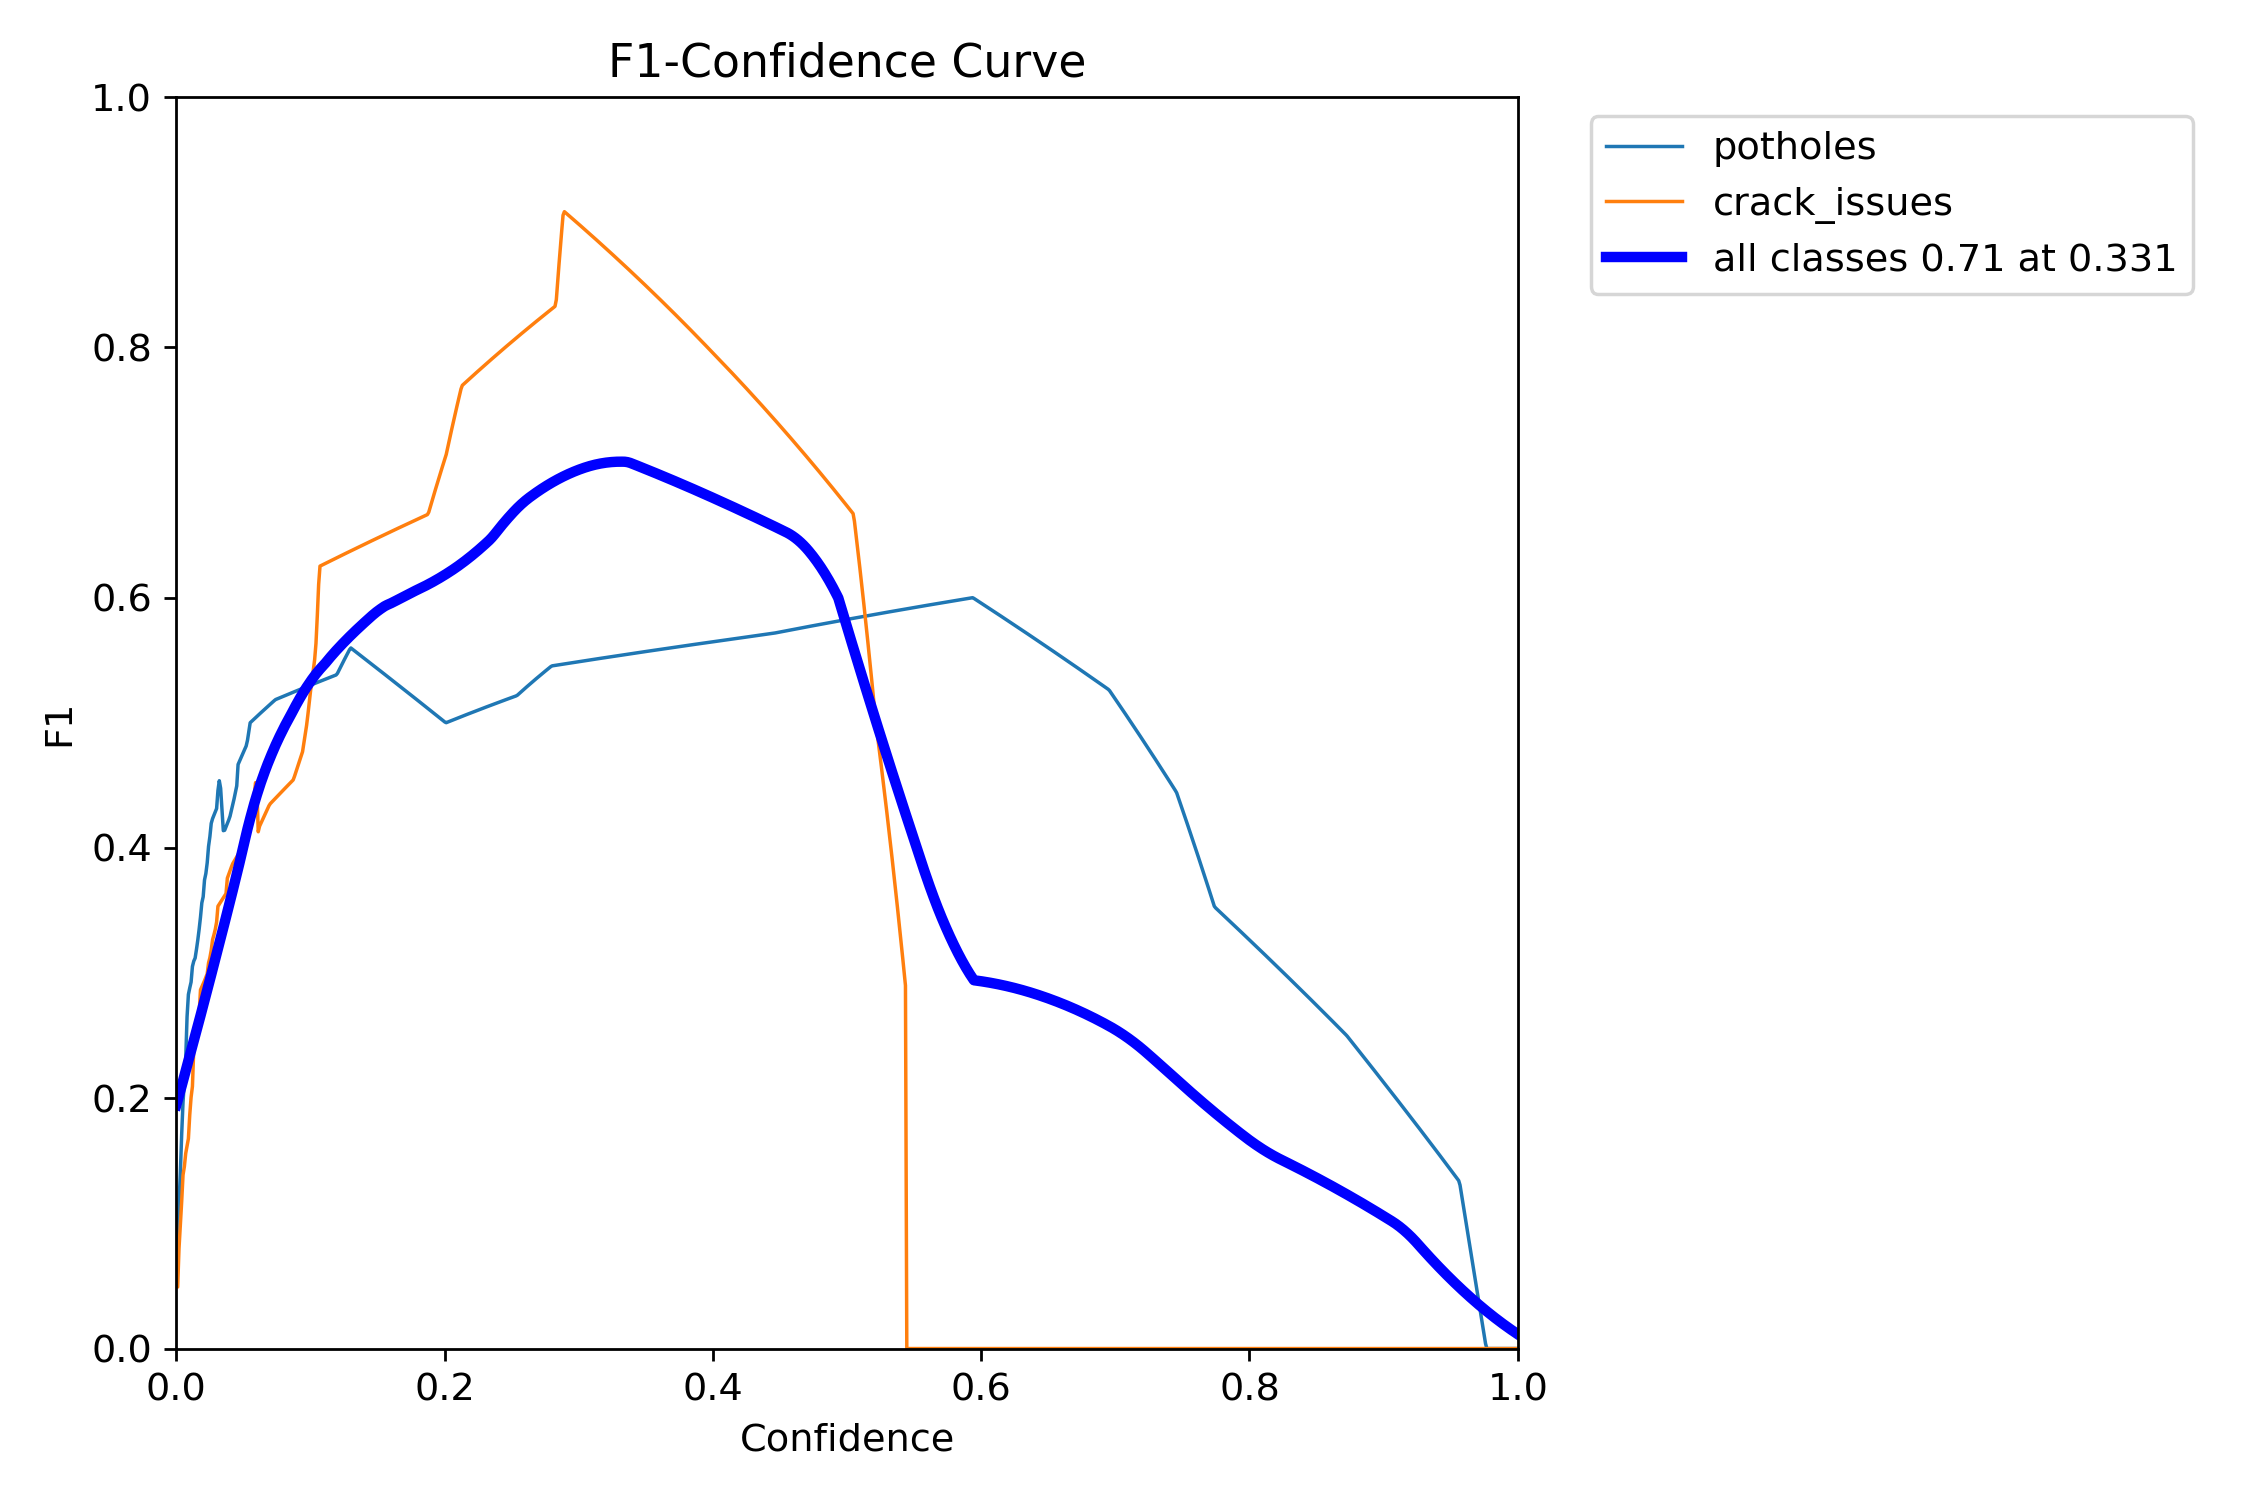 F1-Confidence Curve
1.0
0.8
0.6
0.4
0.2
0.0
F1
0.0 0.2 0.4 0.6 0.8 1.0
Confidence
potholes
crack_issues
all classes 0.71 at 0.331